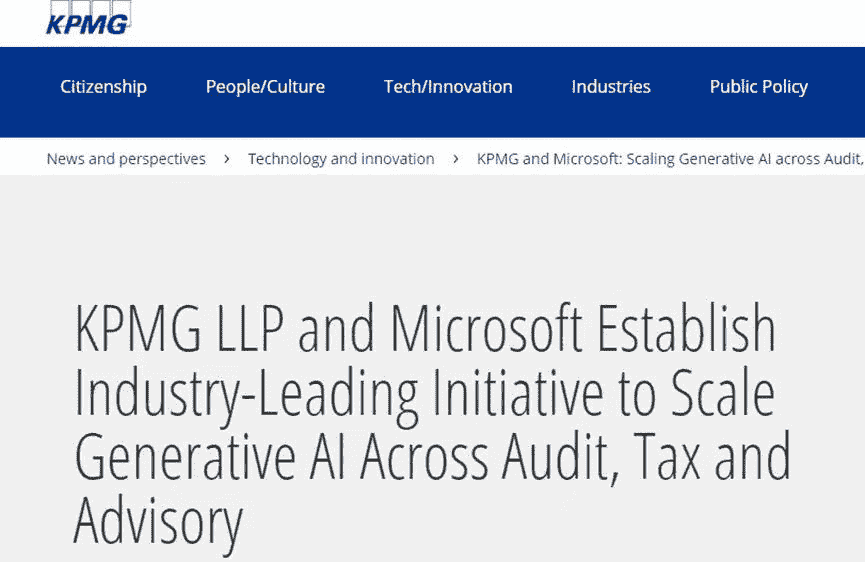 KPMG
Citizenship People/Culture Tech/Innovation Industries Public Policy
News and perspectives > Technology and innovation > KPMG and Microsoft: Scaling Generative AI across Audit,
KPMG LLP and Microsoft Establish
Industry-Leading Initiative to Scale
Generative AI Across Audit, Tax and
Advisory